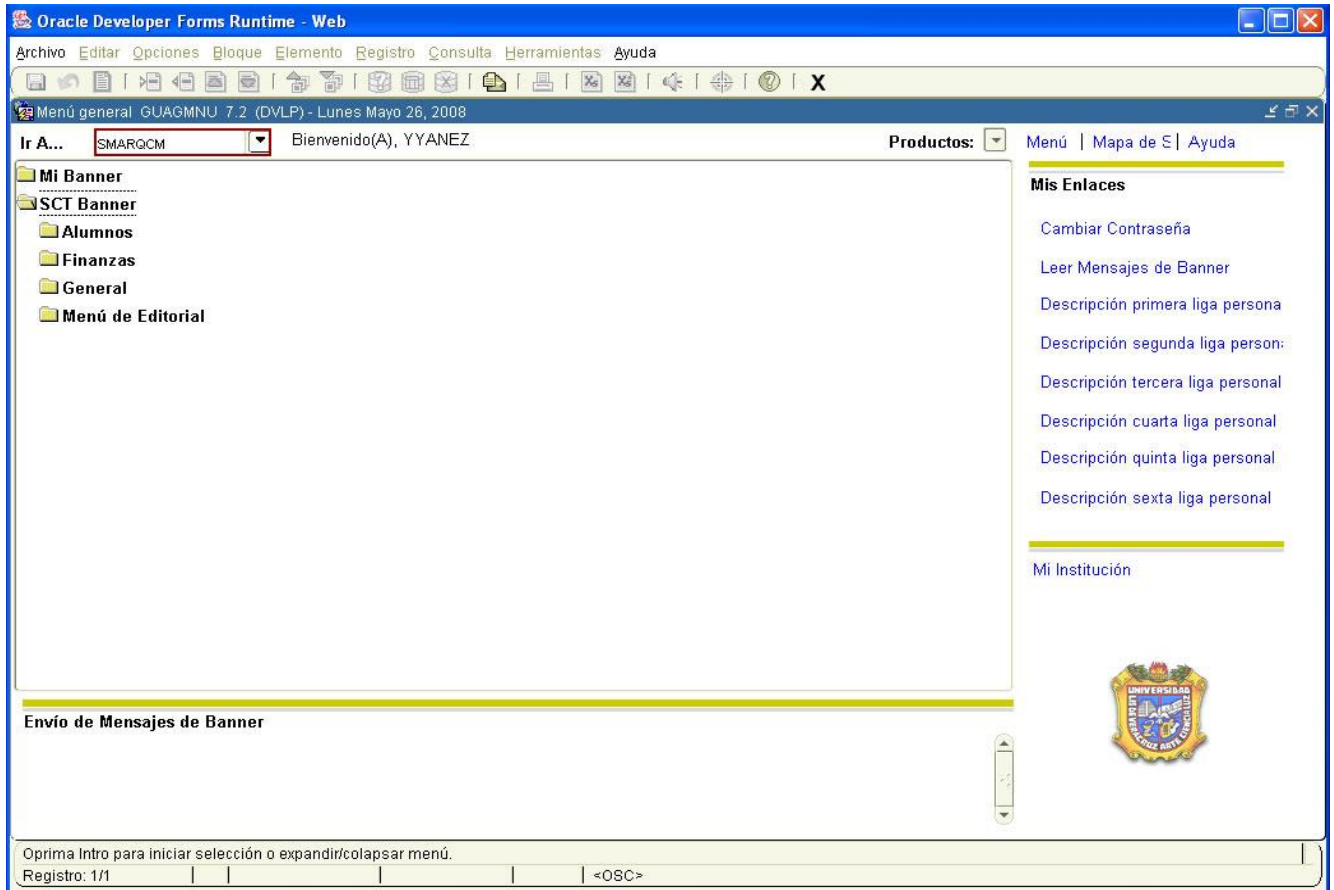 Oracle Developer Forms Runtime - Web
Archivo Editar Opciones Bloque Elemento Registro Consulta Herramientas Ayuda
X
Menú general GUAGMNU 7.2 (DVLP) - Lunes Mayo 26, 2008
Ir A... SMARQCM Bienvenido(A), YYANEZ Productos: Menú | Mapa de S | Ayuda
Mi Banner
SCT Banner
Alumnos
Finanzas
General
Menú de Editorial
Mis Enlaces
Cambiar Contraseña
Leer Mensajes de Banner
Descripción primera liga persona
Descripción segunda liga person
Descripción tercera liga personal
Descripción cuarta liga personal
Descripción quinta liga personal
Descripción sexta liga personal
Mi Institución
UNIVERSIDAD
Envío de Mensajes de Banner
Oprima Intro para iniciar selección o expandir/colapsar menú.
Registro: 1/1 <OSC>